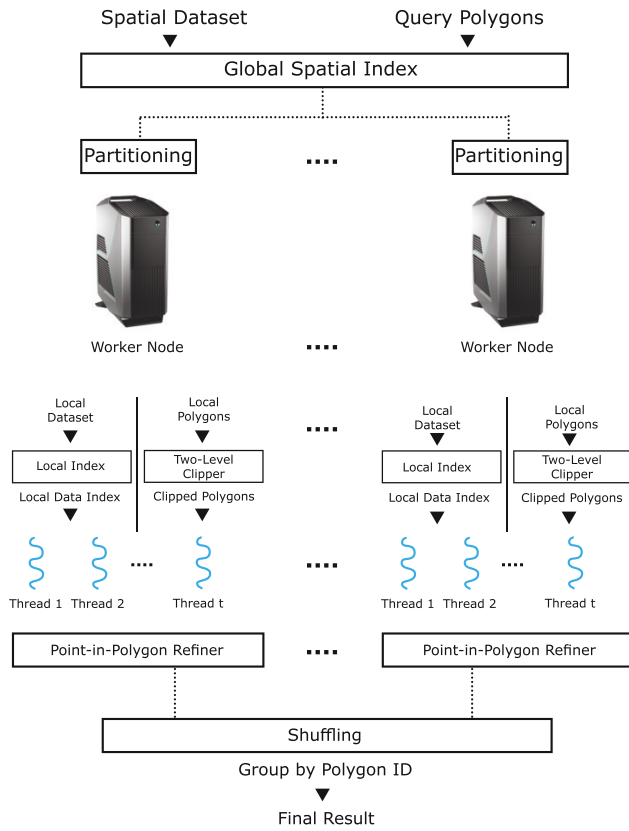 Spatial Dataset
Query Polygons
Global Spatial Index
Partitioning
Partitioning
Worker Node
Worker Node
Local
Dataset
Local
Polygons
Local
Dataset
Local
Polygons
Local Index
Two-Level
Clipper
Local Index
Two-Level
Clipper
Local Data Index
Clipped Polygons
Local Data Index
Clipped Polygons
Thread 1
Thread 2
Thread t
Thread 1
Thread 2
Thread t
Point-in-Polygon Refiner
Point-in-Polygon Refiner
Shuffling
Group by Polygon ID
Final Result